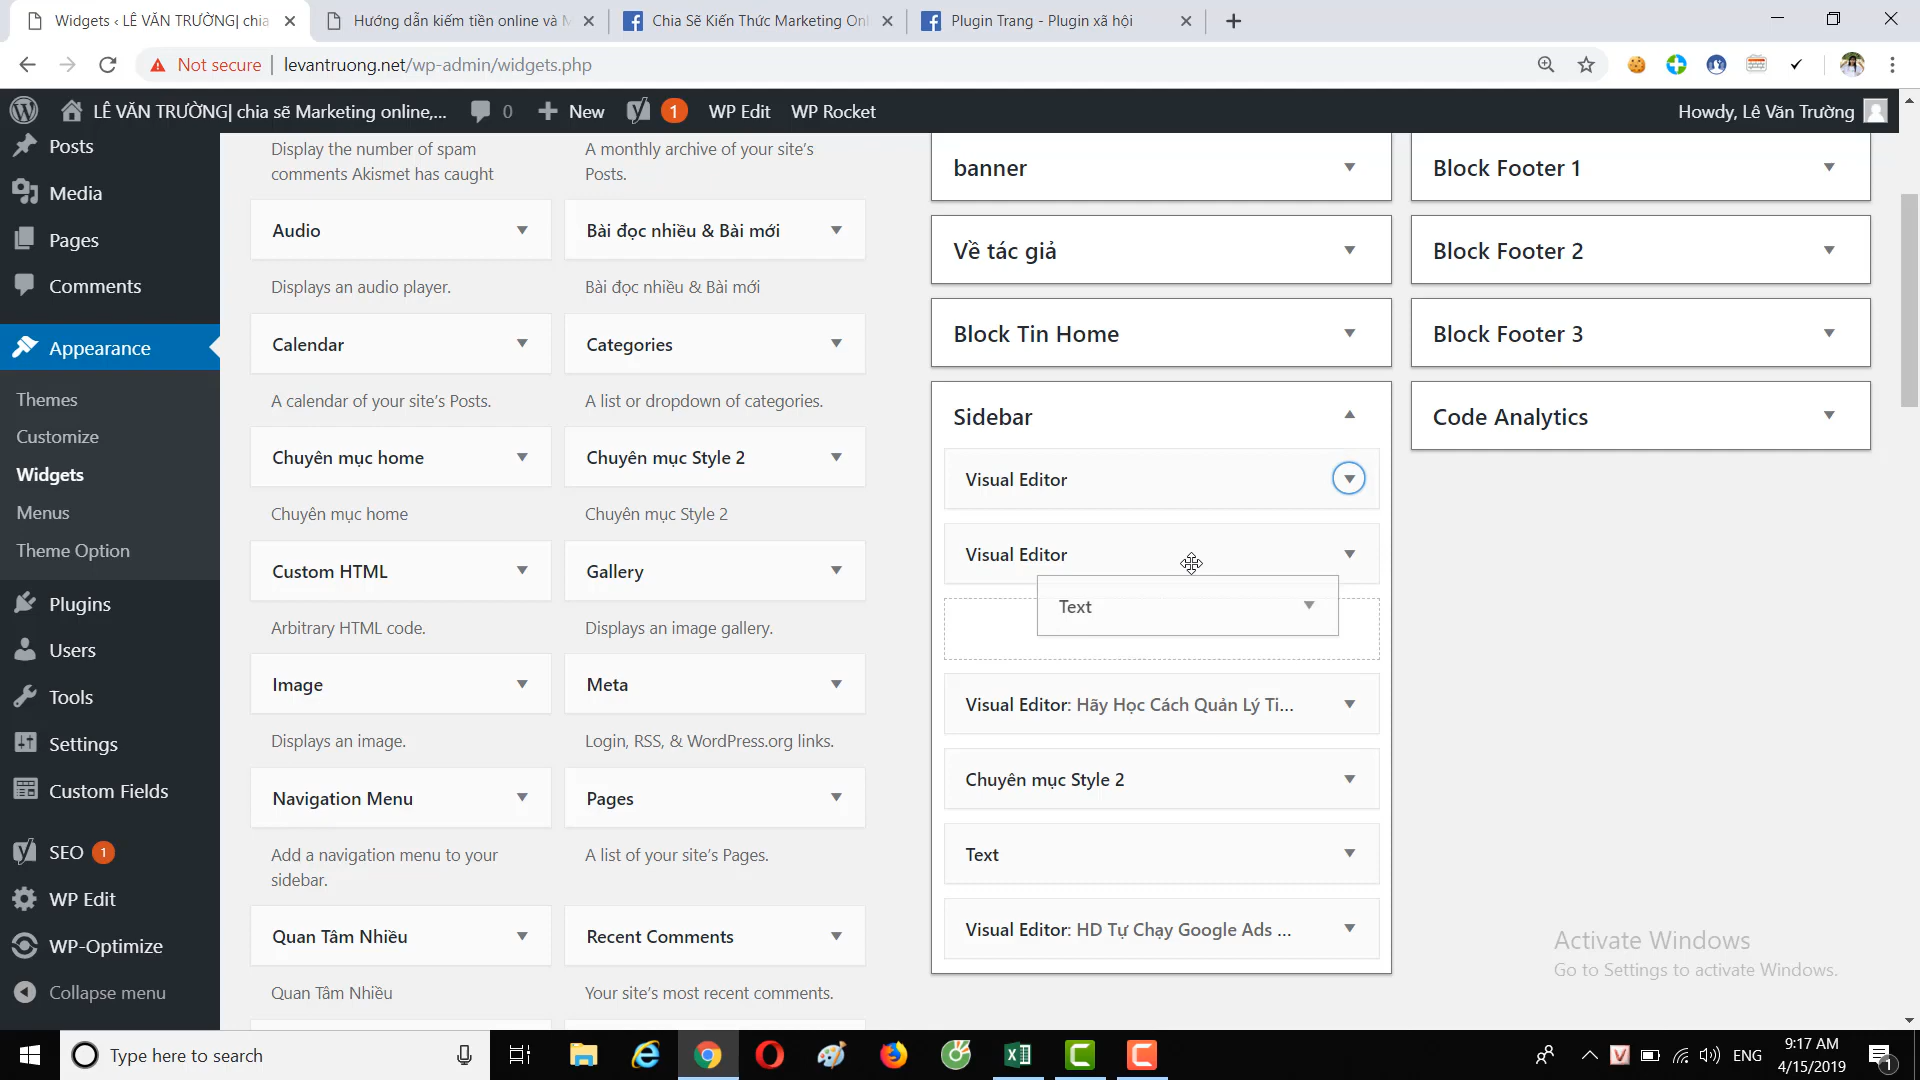 Widgets ‹ LÊ VĂN TRƯỜNG| chia
Hướng dẫn kiếm tiền online và M
Chia Sẽ Kiến Thức Marketing Onl
Plugin Trang - Plugin xã hội
Not secure
levantruong.net/wp-admin/widgets.php
LÊ VĂN TRƯỜNG| chia sẽ Marketing online,...
0
New
1
WP Edit
WP Rocket
Howdy, Lê Văn Trường
Posts
Media
Pages
Comments
Appearance
Themes
Customize
Widgets
Menus
Theme Option
Plugins
Users
Tools
Settings
Custom Fields
SEO 1
WP Edit
WP-Optimize
Collapse menu
Display the number of spam
comments Akismet has caught
A monthly archive of your site's
Posts.
Audio
Bài đọc nhiều & Bài mới
Displays an audio player.
Bài đọc nhiều & Bài mới
Calendar
Categories
A calendar of your site's Posts.
A list or dropdown of categories.
Chuyên mục home
Chuyên mục Style 2
Chuyên mục home
Chuyên mục Style 2
Custom HTML
Gallery
Arbitrary HTML code.
Displays an image gallery.
Image
Meta
Displays an image.
Login, RSS, & WordPress.org links.
Navigation Menu
Pages
Add a navigation menu to your
sidebar.
A list of your site's Pages.
Quan Tâm Nhiều
Recent Comments
Quan Tâm Nhiều
Your site's most recent comments.
banner
Về tác giả
Block Tin Home
Sidebar
Visual Editor
Visual Editor
Text
Visual Editor: Hãy Học Cách Quản Lý Ti...
Chuyên mục Style 2
Text
Visual Editor: HD Tự Chạy Google Ads ...
Block Footer 1
Block Footer 2
Block Footer 3
Code Analytics
Activate Windows
Go to Settings to activate Windows.
Type here to search
ENG
9:17 AM
4/15/2019
1